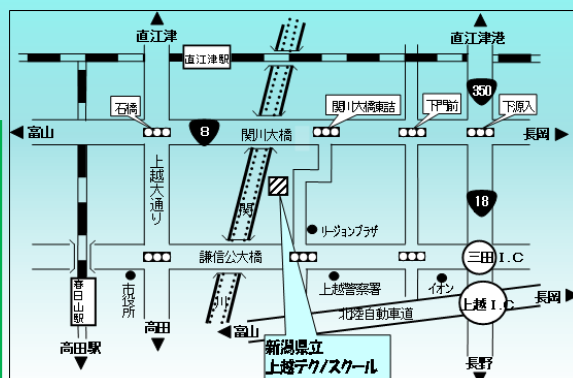 直江津
直江津港
直江津駅
350
石橋
関川大橋東詰
下門前
下源入
富山
8
関川大橋
長岡
上越大通り
関
18
リージョンプラザ
謙信公大橋
三田I.C
市役所
川
上越警察署
イオン
上越I.C
長岡
春日山駅
北陸自動車道
高田
富山
高田駅
新潟県立
上越テクノスクール
長野